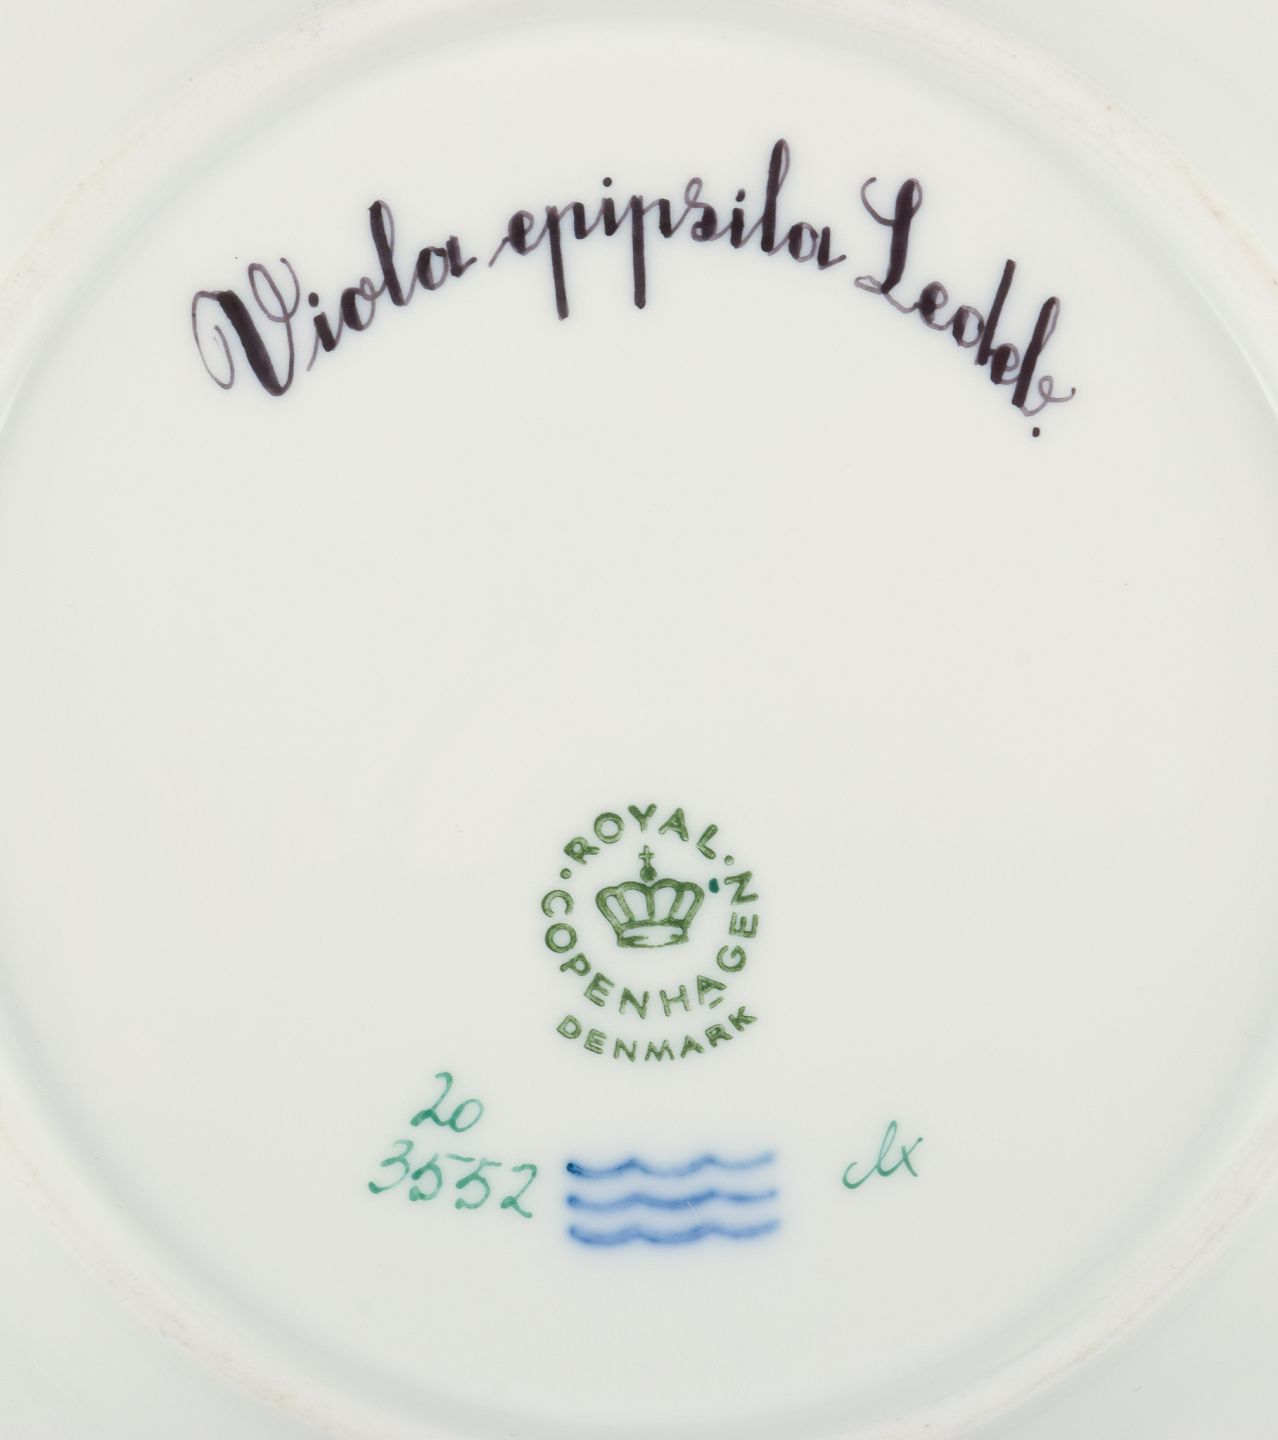 Viola epipsila Ledeb.
ROYAL
COPENHAGEN
DENMARK
20
3552